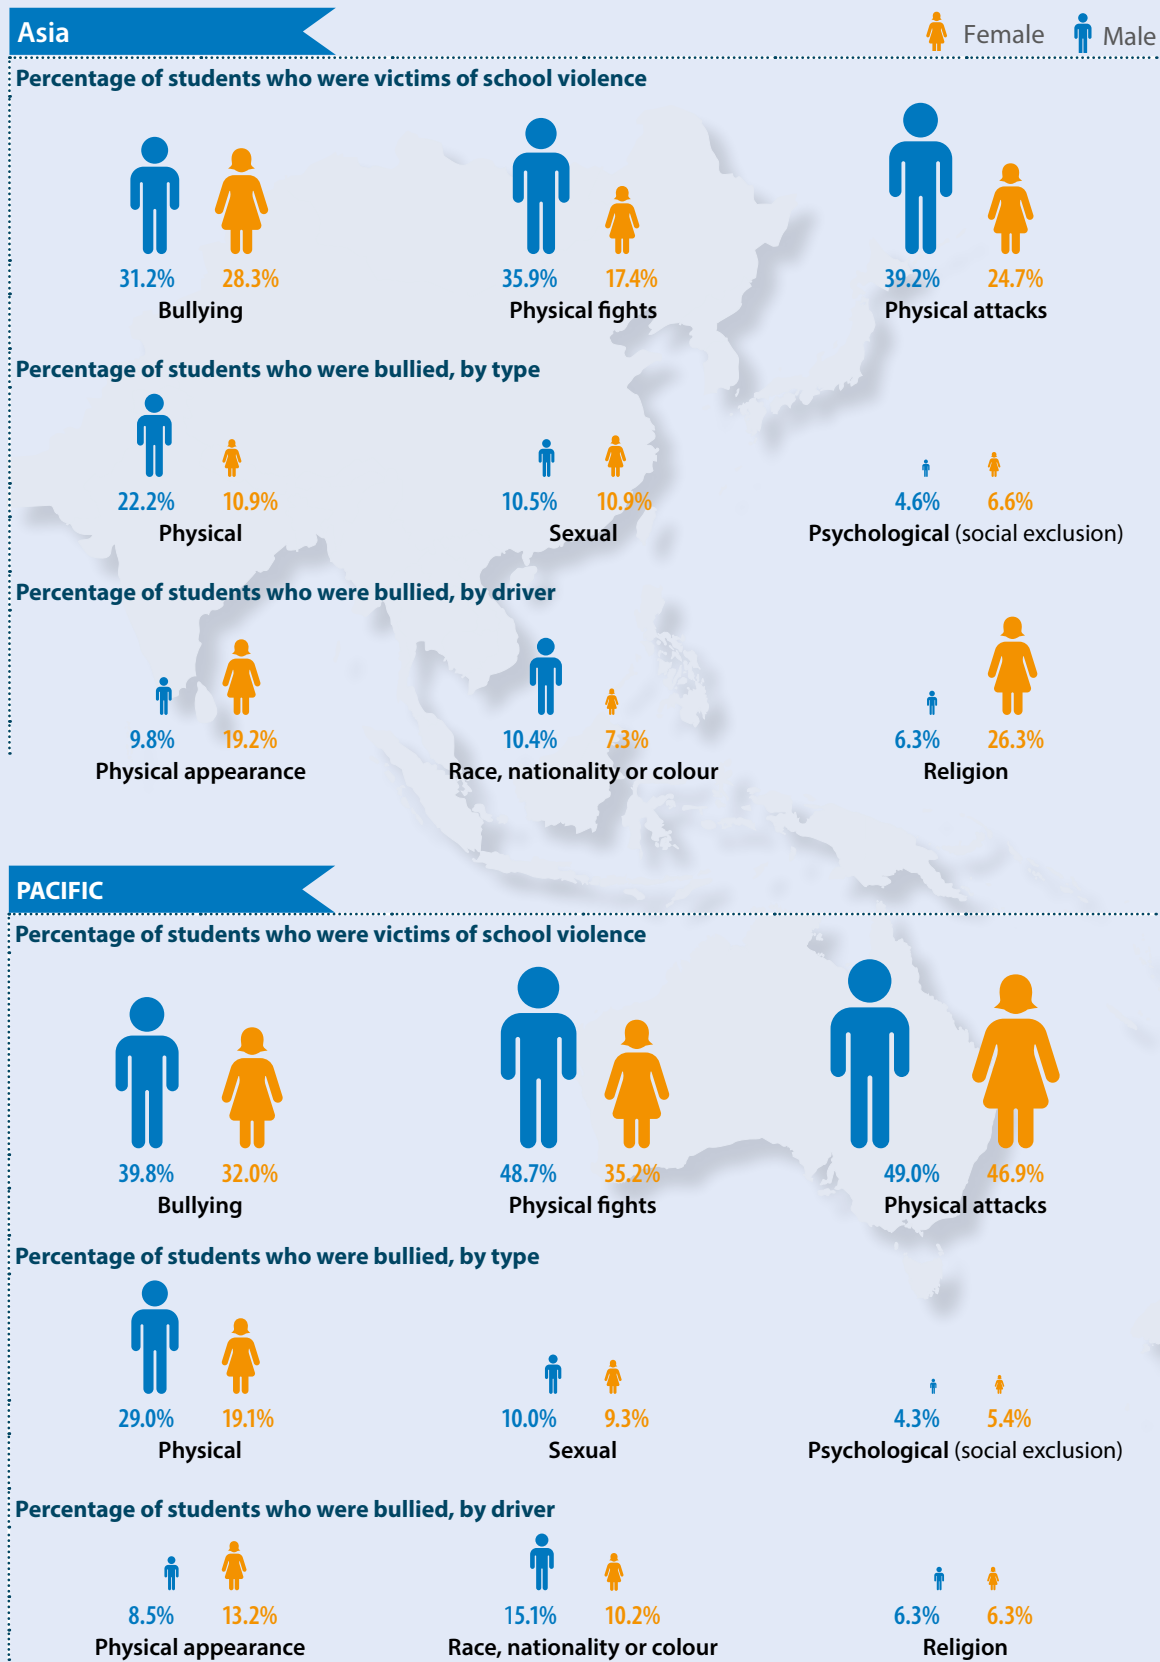 Asia
Female Male
Percentage of students who were victims of school violence
31.2% 28.3% 35.9% 17.4% 39.2% 24.7%
Bullying Physical fights Physical attacks
Percentage of students who were bullied, by type
22.2% 10.9% 10.5% 10.9% 4.6% 6.6%
Physical Sexual Psychological (social exclusion)
Percentage of students who were bullied, by driver
9.8% 19.2% 10.4% 7.3% 6.3% 26.3%
Physical appearance Race, nationality or colour Religion
PACIFIC
Percentage of students who were victims of school violence
39.8% 32.0% 48.7% 35.2% 49.0% 46.9%
Bullying Physical fights Physical attacks
Percentage of students who were bullied, by type
29.0% 19.1% 10.0% 9.3% 4.3% 5.4%
Physical Sexual Psychological (social exclusion)
Percentage of students who were bullied, by driver
8.5% 13.2% 15.1% 10.2% 6.3% 6.3%
Physical appearance Race, nationality or colour Religion